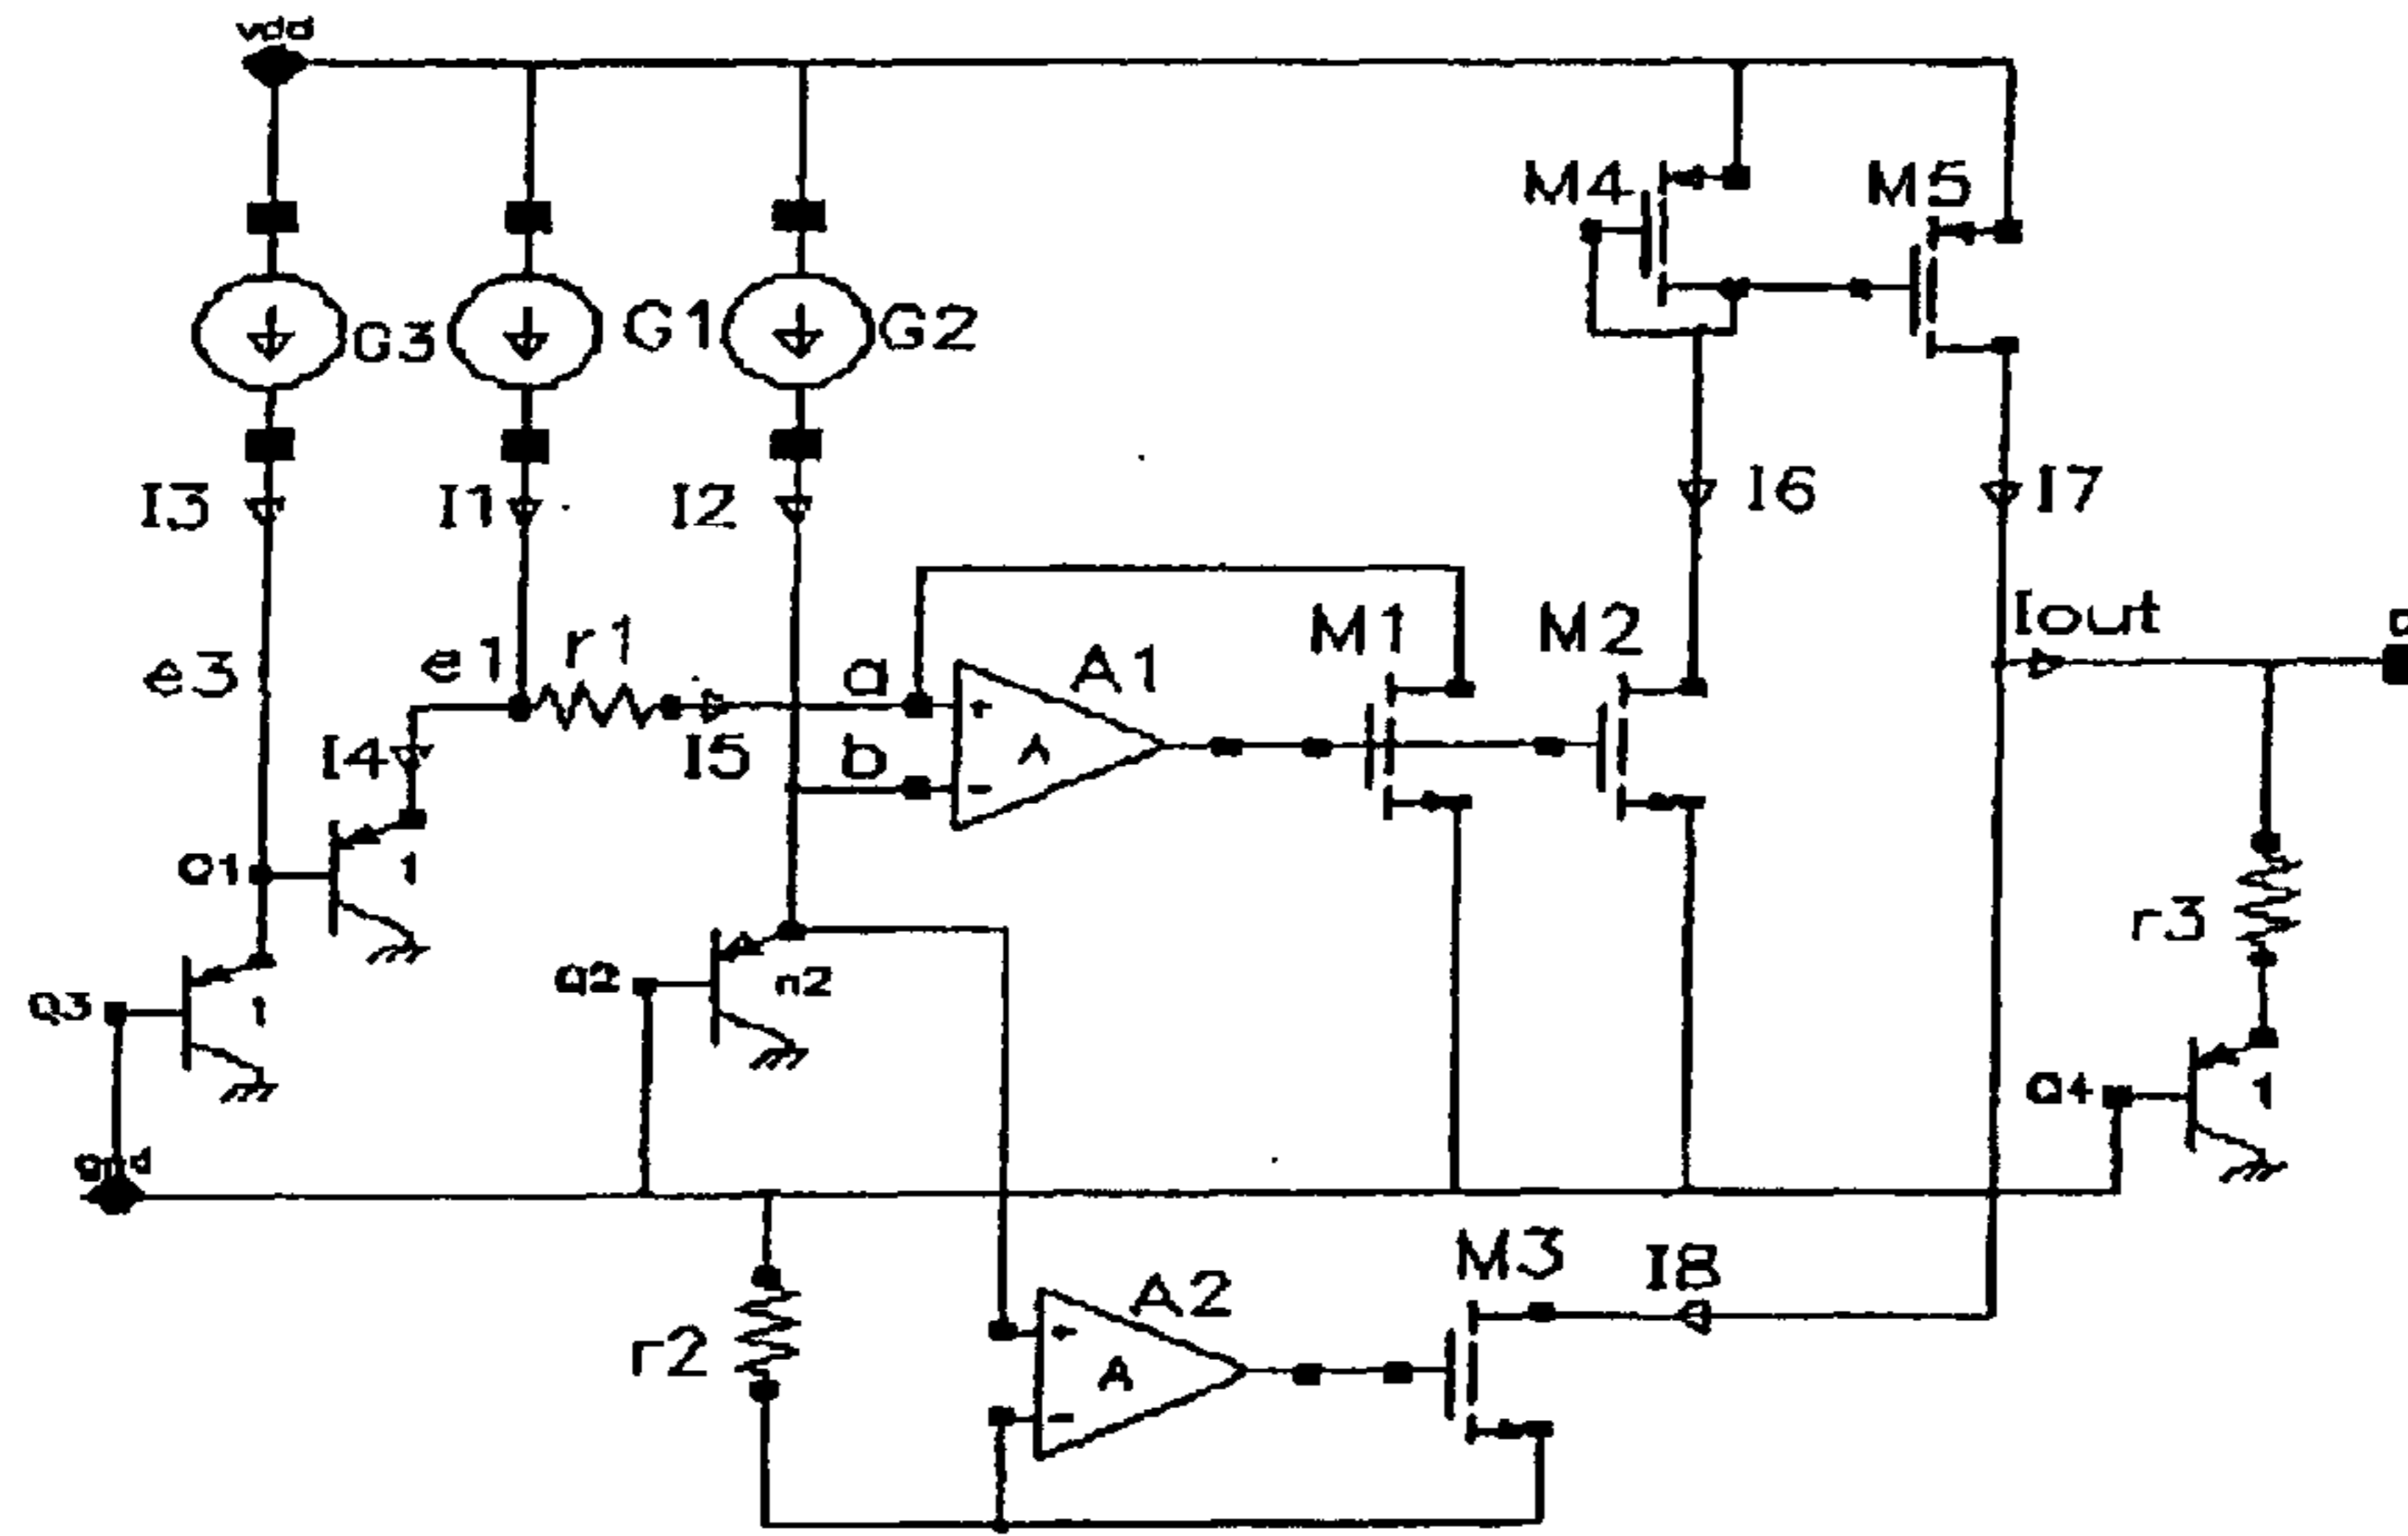 vdd
M4
M5
G3
G1
G2
I3
I1
I2
I6
I7
e3
e1
r1
a
A1
M1
M2
Iout
+
A
I4
I5
b
-
Q1
1
r3
Q3
1
Q2
n2
Q4
1
gnd
r2
A2
M3
I8
+
A
-